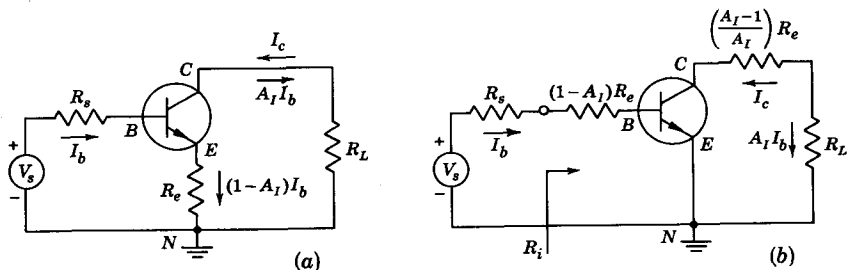 I_c
C
A_I I_b
R_s
B
I_b
E
+
V_s
−
R_e
(1−A_I)I_b
R_L
N
(a)
(A_I−1 / A_I) R_e
C
I_c
R_s
(1−A_I)R_e
B
I_b
E
A_I I_b
R_L
+
V_s
−
R_i
N
(b)